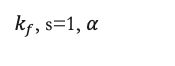 k_f, s=1, α